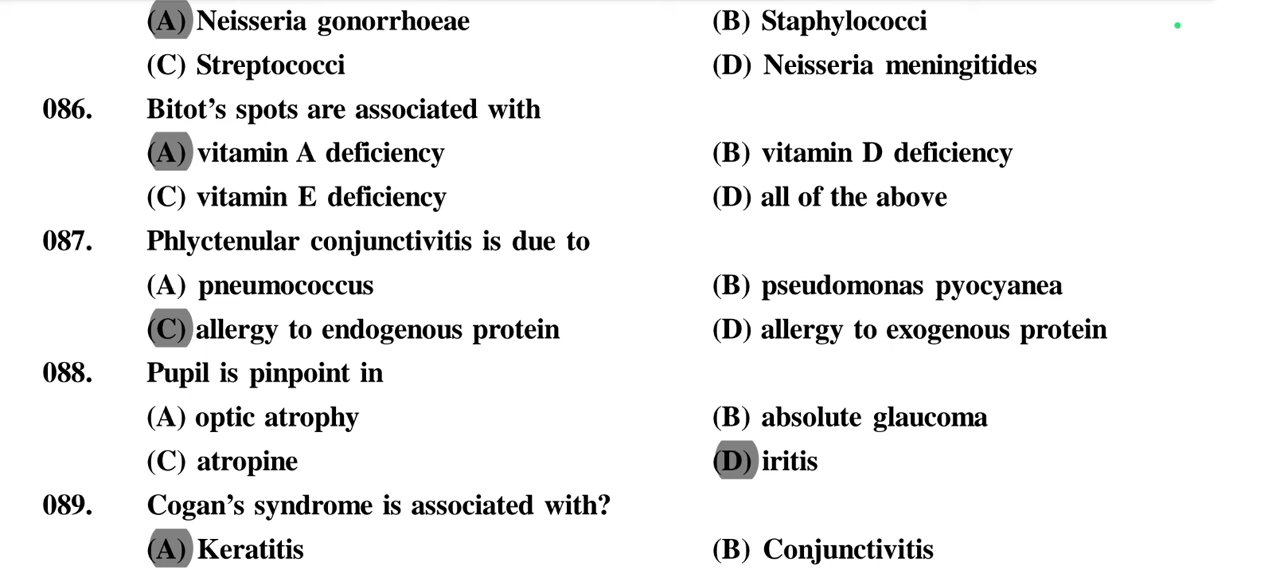 (A) Neisseria gonorrhoeae (B) Staphylococci
(C) Streptococci (D) Neisseria meningitides
086. Bitot’s spots are associated with
(A) vitamin A deficiency (B) vitamin D deficiency
(C) vitamin E deficiency (D) all of the above
087. Phlyctenular conjunctivitis is due to
(A) pneumococcus (B) pseudomonas pyocyanea
(C) allergy to endogenous protein (D) allergy to exogenous protein
088. Pupil is pinpoint in
(A) optic atrophy (B) absolute glaucoma
(C) atropine (D) iritis
089. Cogan’s syndrome is associated with?
(A) Keratitis (B) Conjunctivitis